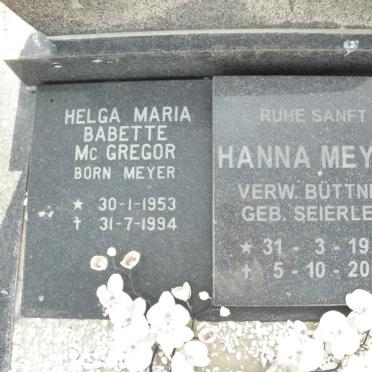 HELGA MARIA
BABETTE
Mc GREGOR
BORN MEYER
★ 30-1-1953
† 31-7-1994
RUHE SANFT
HANNA MEY
VERW. BÜTTN
GEB. SEIERLE
★ 31 - 3 - 19
† 5 - 10 - 20